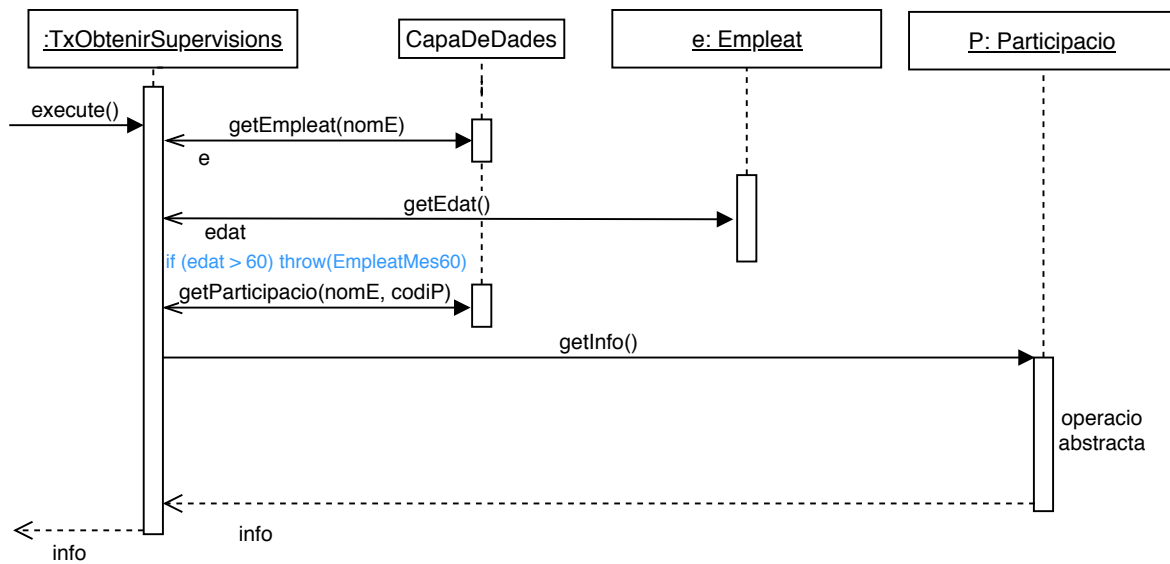 :TxObtenirSupervisions
CapaDeDades
e: Empleat
P: Participacio
execute()
getEmpleat(nomE)
e
getEdat()
edat
if (edat > 60) throw(EmpleatMes60)
getParticipacio(nomE, codiP)
getInfo()
operacio
abstracta
info
info